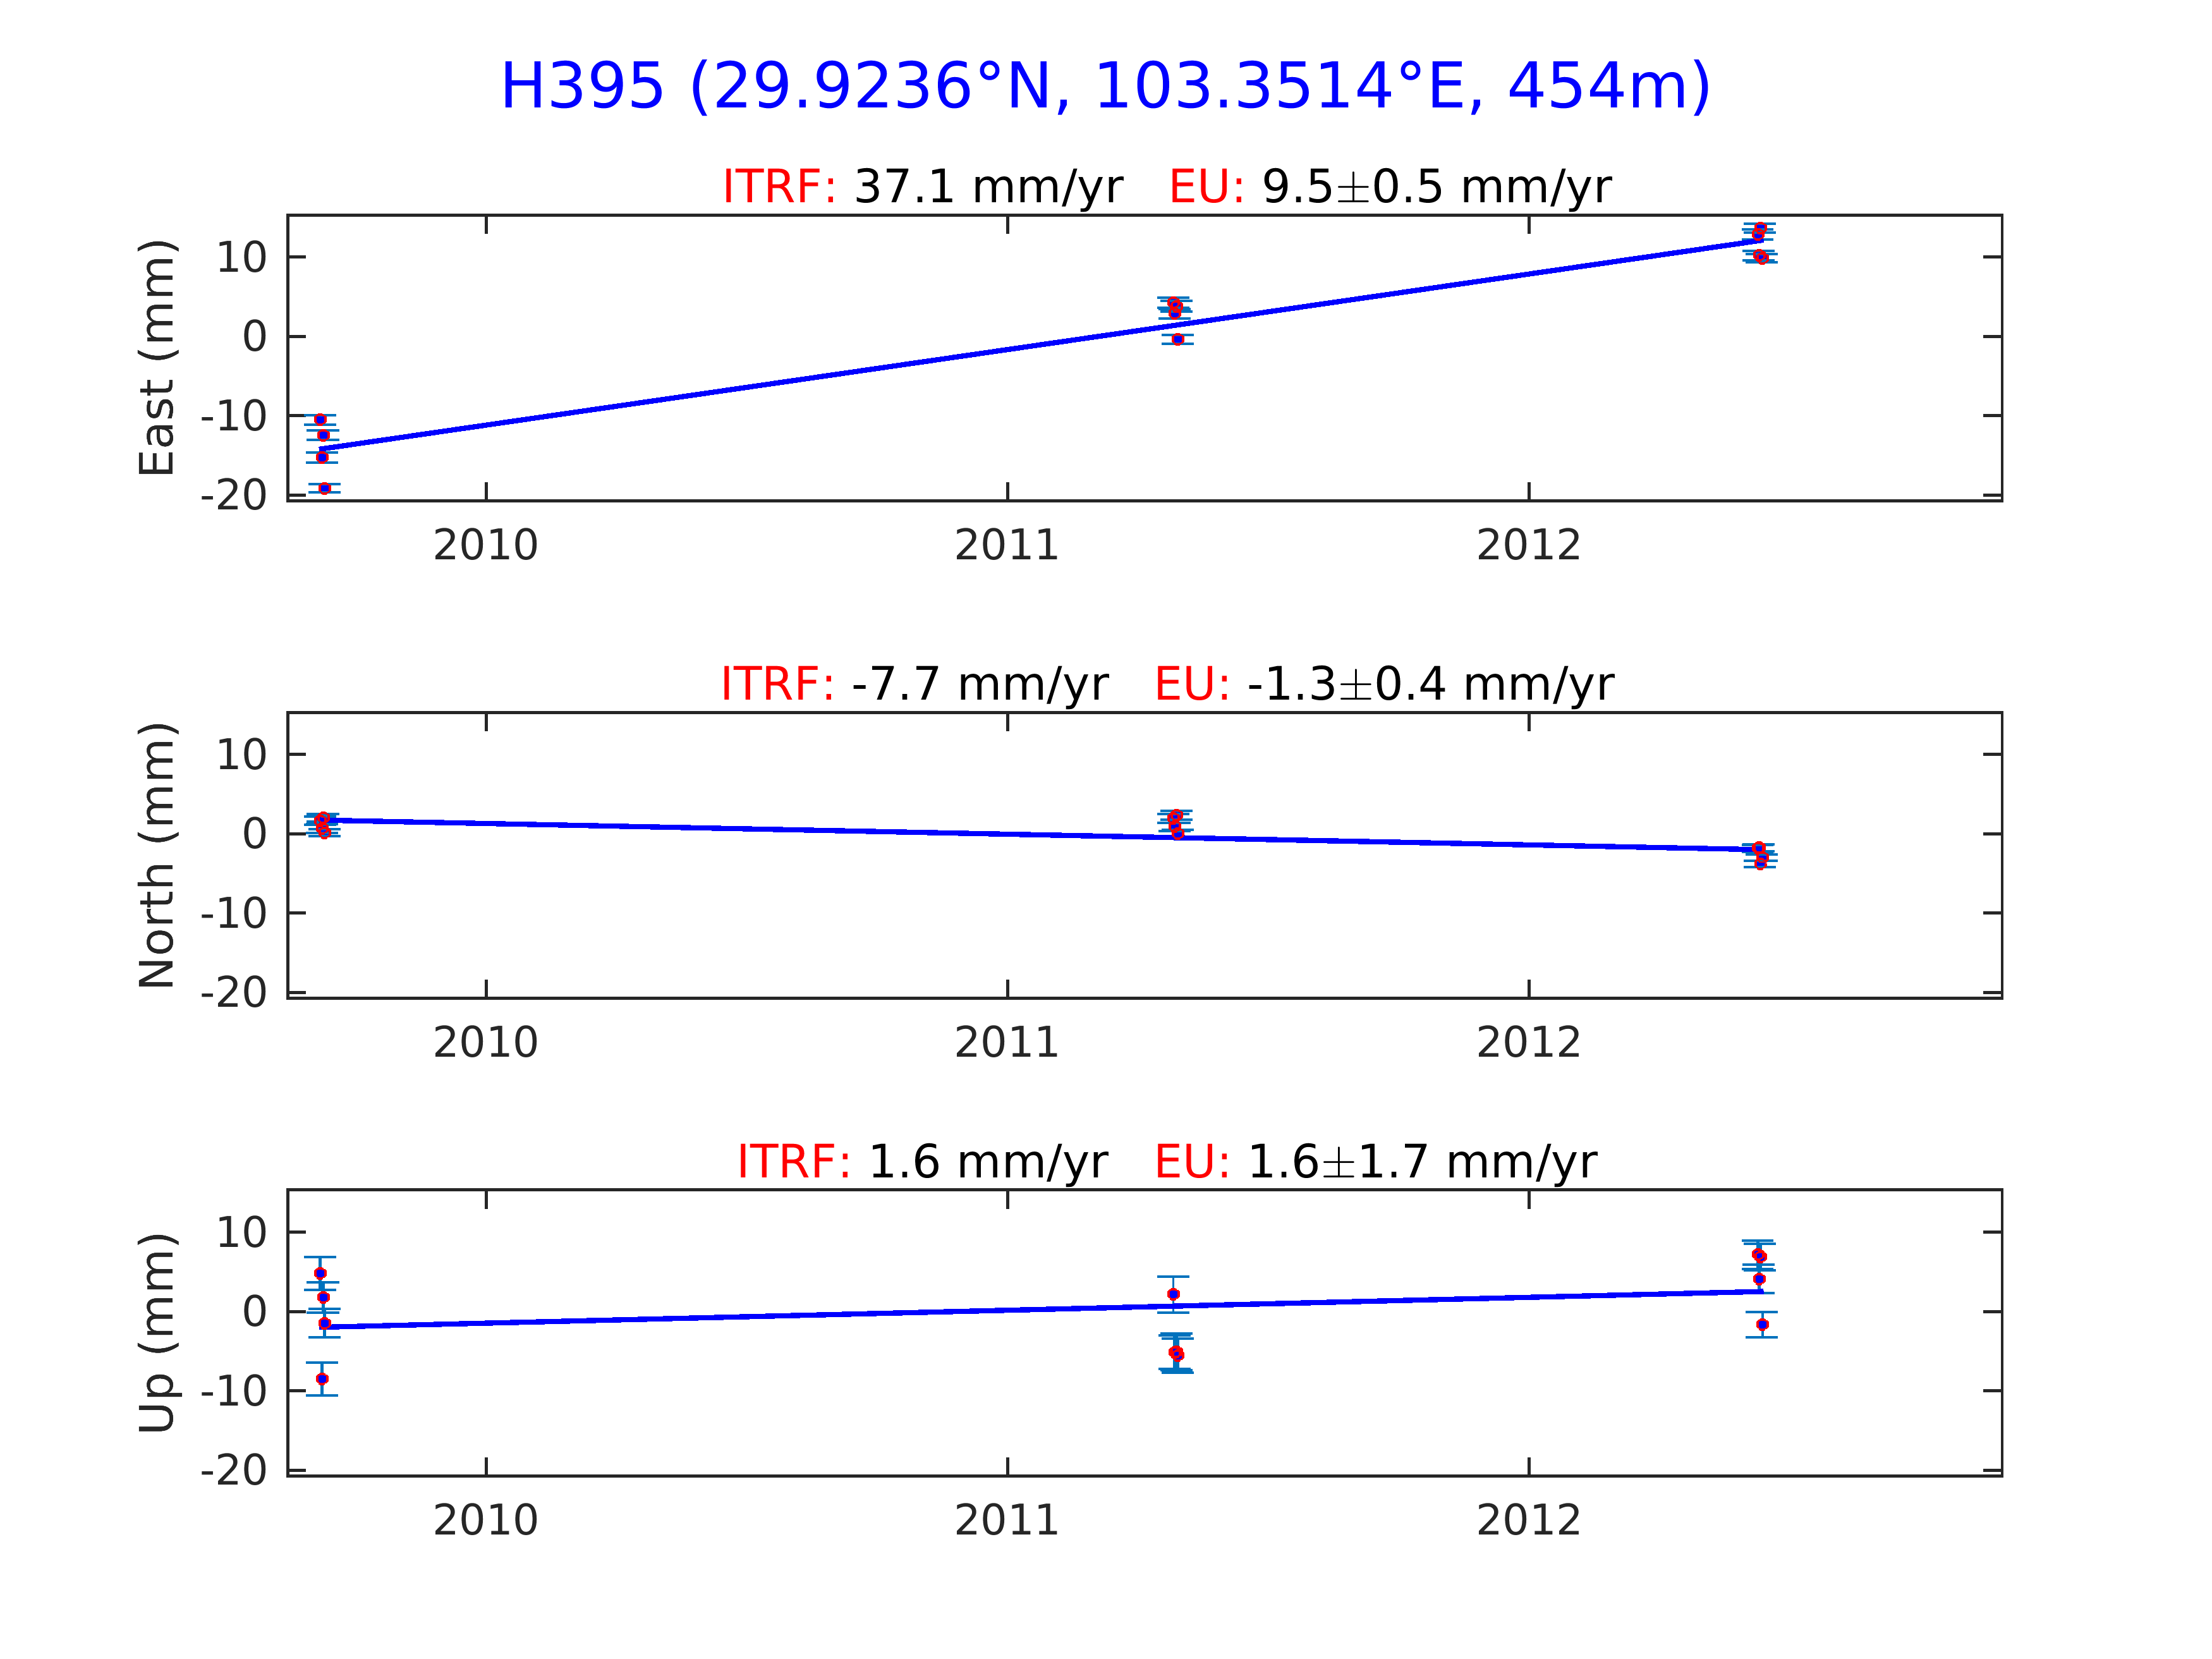 H395 (29.9236°N, 103.3514°E, 454m)
ITRF: 37.1 mm/yr EU: 9.5±0.5 mm/yr
East (mm)
10
0
-10
-20
2010 2011 2012
ITRF: -7.7 mm/yr EU: -1.3±0.4 mm/yr
North (mm)
10
0
-10
-20
2010 2011 2012
ITRF: 1.6 mm/yr EU: 1.6±1.7 mm/yr
Up (mm)
10
0
-10
-20
2010 2011 2012